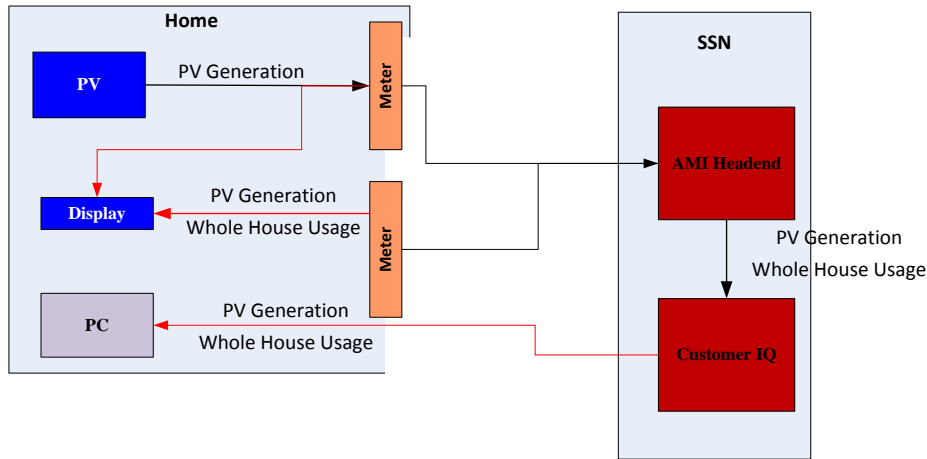 Home
SSN
PV
PV Generation
Meter
AMI Headend
Display
PV Generation
Whole House Usage
Meter
PV Generation
Whole House Usage
PC
PV Generation
Whole House Usage
Customer IQ